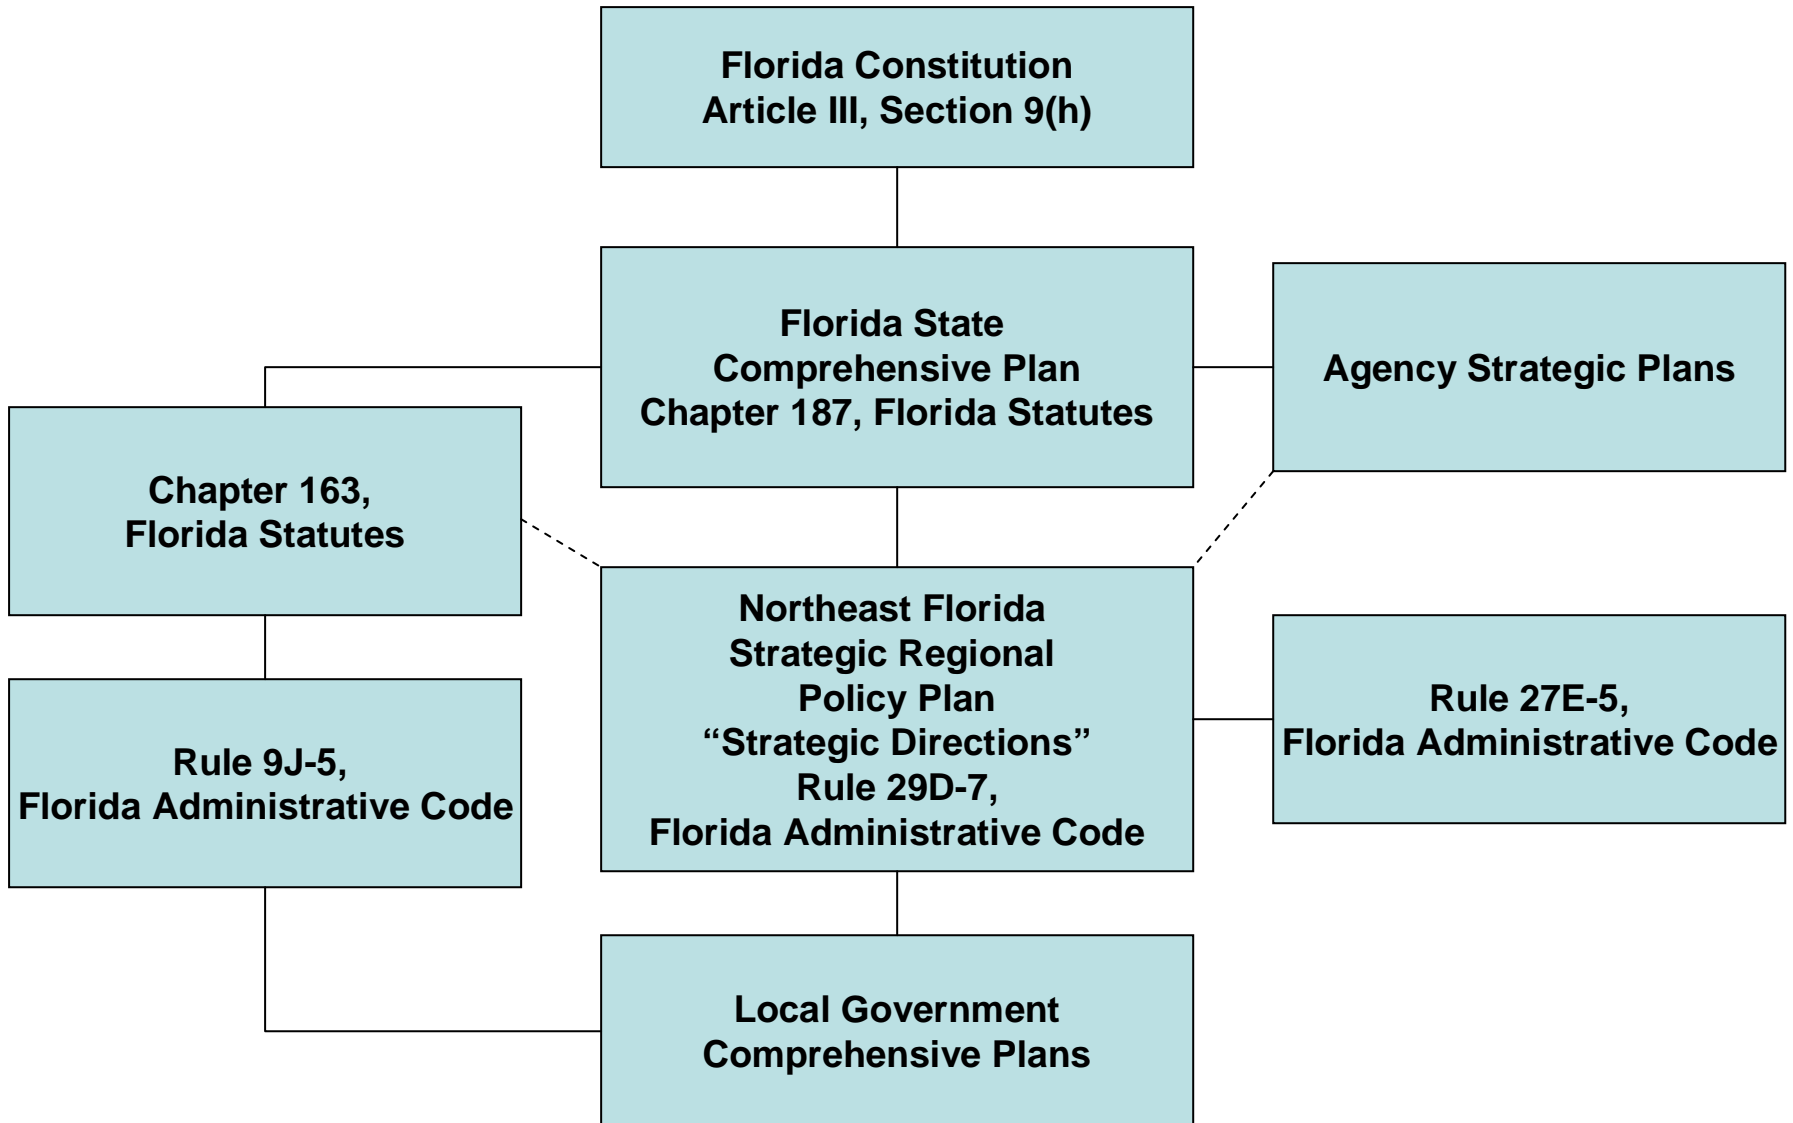 Florida Constitution
Article III, Section 9(h)
Florida State
Comprehensive Plan
Chapter 187, Florida Statutes
Agency Strategic Plans
Chapter 163,
Florida Statutes
Northeast Florida
Strategic Regional
Policy Plan
“Strategic Directions”
Rule 29D-7,
Florida Administrative Code
Rule 27E-5,
Florida Administrative Code
Rule 9J-5,
Florida Administrative Code
Local Government
Comprehensive Plans